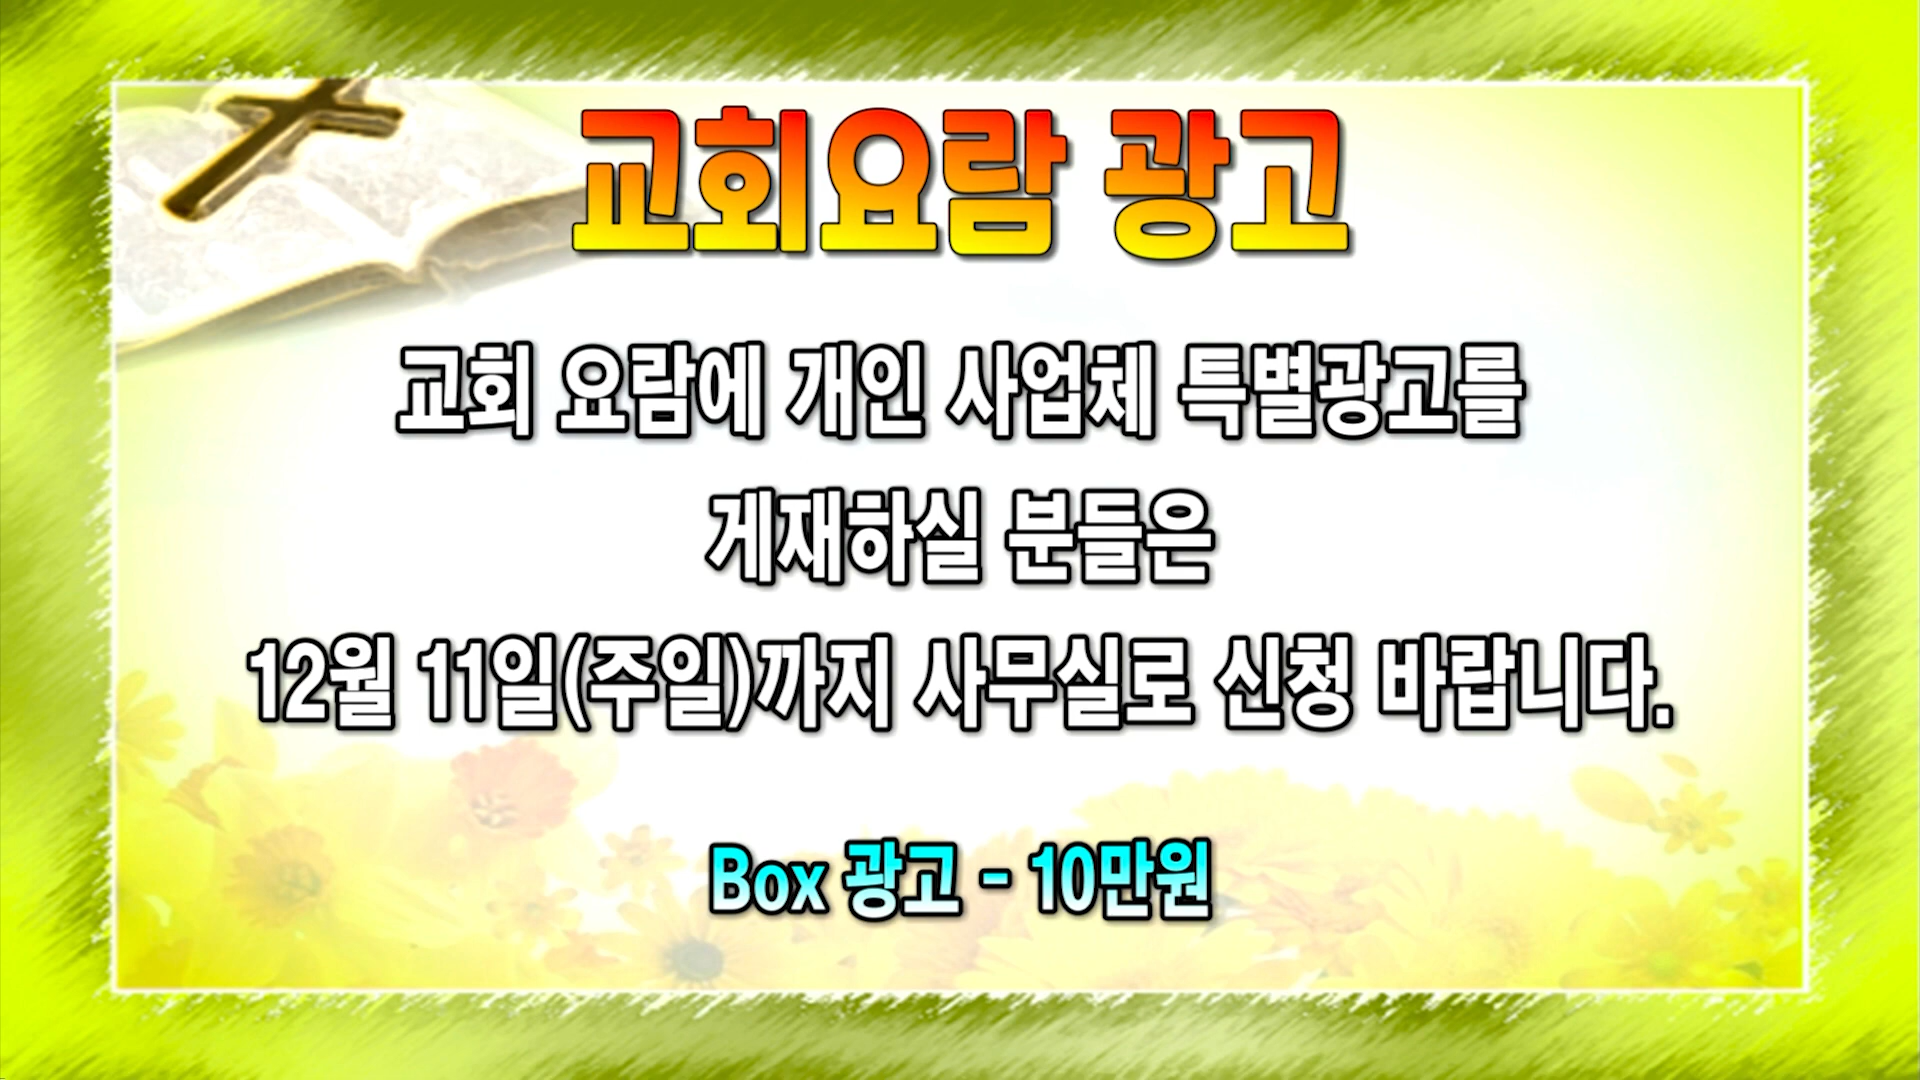 교회요람 광고
교회 요람에 개인 사업체 특별광고를
게재하실 분들은
12월 11일(주일)까지 사무실로 신청 바랍니다.
Box 광고 - 10만원